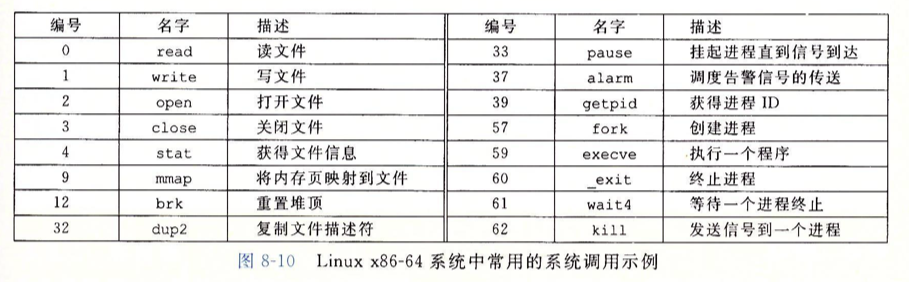 编号 名字 描述 编号 名字 描述
0 read 读文件 33 pause 挂起进程直到信号到达
1 write 写文件 37 alarm 调度告警信号的传送
2 open 打开文件 39 getpid 获得进程 ID
3 close 关闭文件 57 fork 创建进程
4 stat 获得文件信息 59 execve 执行一个程序
9 mmap 将内存页映射到文件 60 _exit 终止进程
12 brk 重置堆顶 61 wait4 等待一个进程终止
32 dup2 复制文件描述符 62 kill 发送信号到一个进程
图 8-10 Linux x86-64 系统中常用的系统调用示例